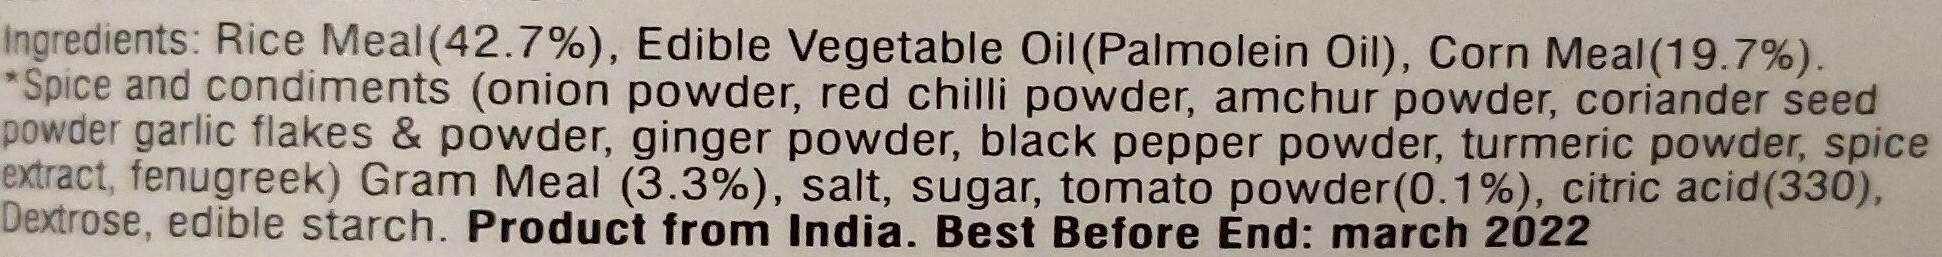 Ingredients: Rice Meal(42.7%), Edible Vegetable Oil(Palmolein Oil), Corn Meal(19.7%).
*Spice and condiments (onion powder, red chilli powder, amchur powder, coriander seed
powder garlic flakes & powder, ginger powder, black pepper powder, turmeric powder, spice
extract, fenugreek) Gram Meal (3.3%), salt, sugar, tomato powder(0.1%), citric acid(330),
Dextrose, edible starch. Product from India. Best Before End: march 2022